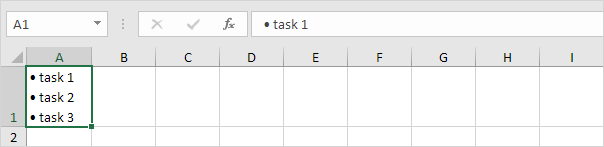 A1 fx • task 1
A B C D E F G H I
• task 1
• task 2
1 • task 3
2